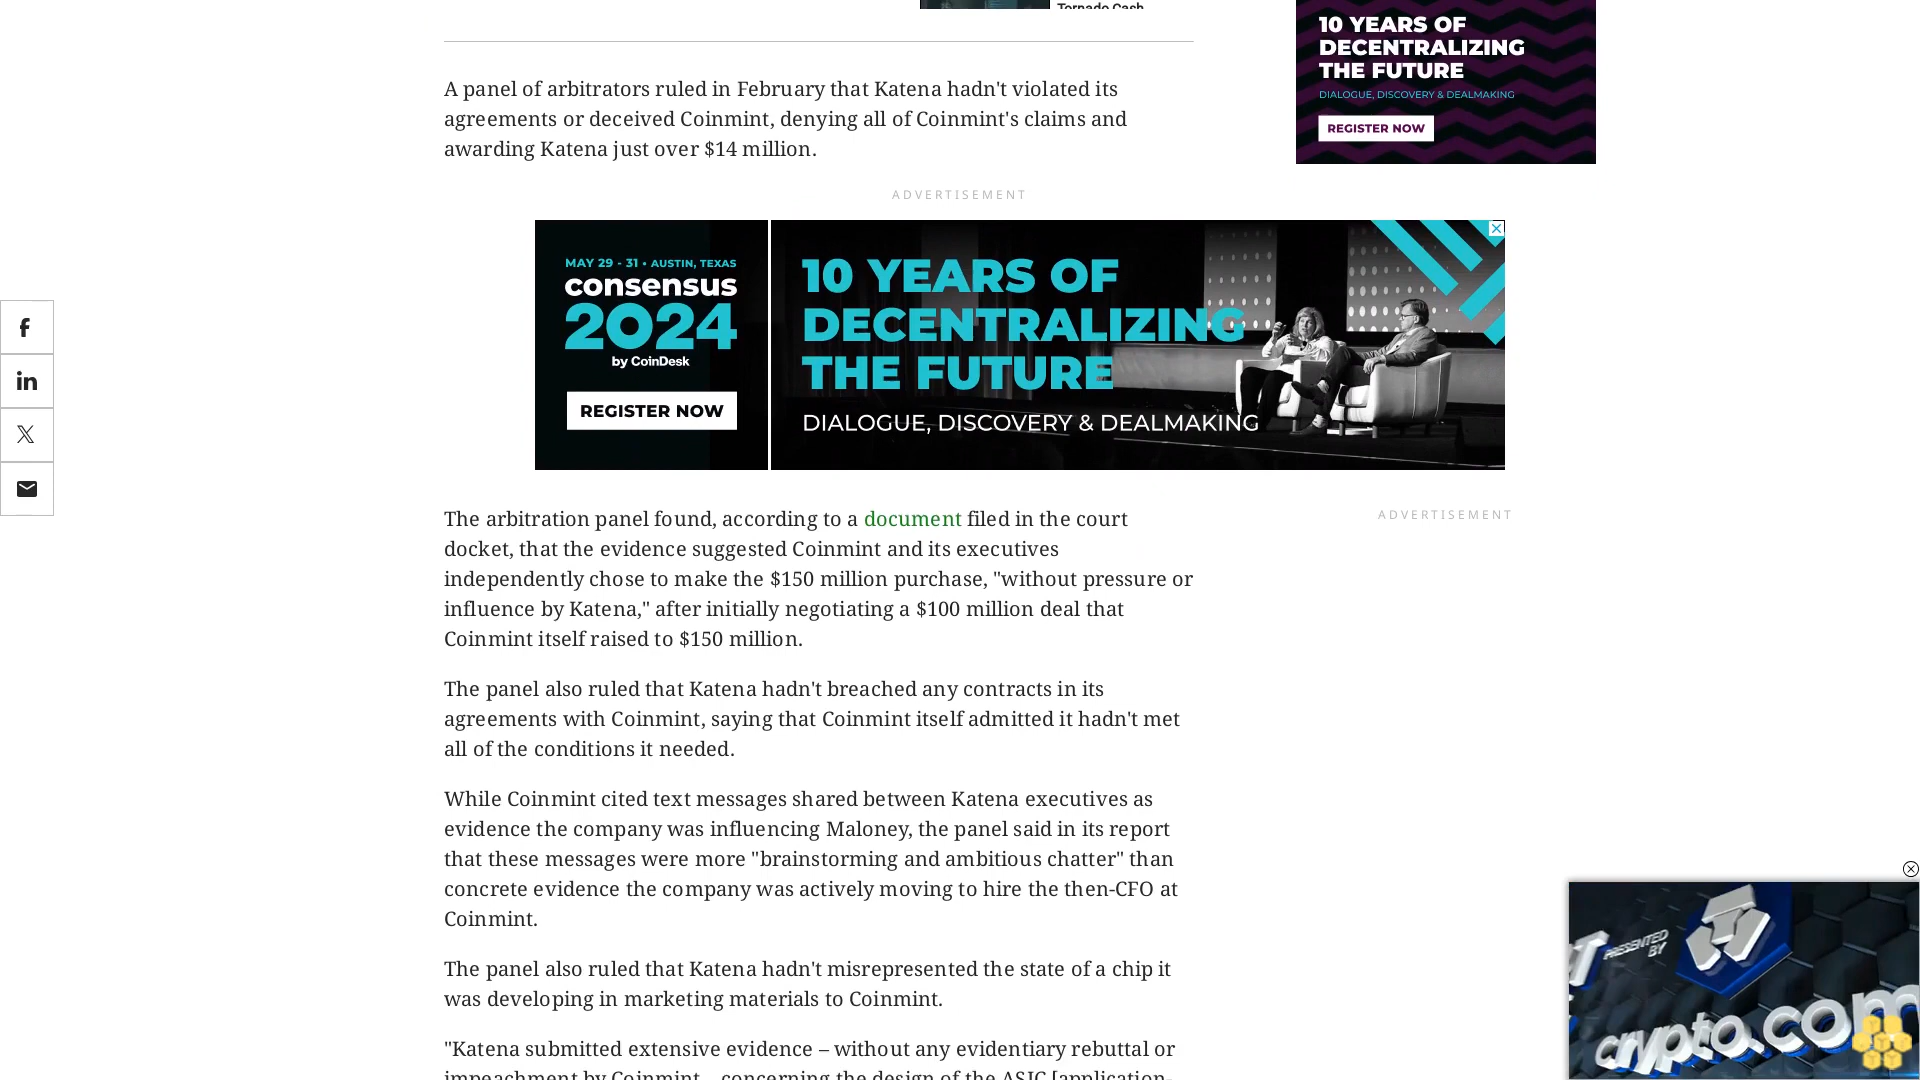 Tornado Cash
10 YEARS OF
DECENTRALIZING
THE FUTURE
DIALOGUE, DISCOVERY & DEALMAKING
REGISTER NOW
A panel of arbitrators ruled in February that Katena hadn't violated its
agreements or deceived Coinmint, denying all of Coinmint's claims and
awarding Katena just over $14 million.
ADVERTISEMENT
MAY 29 - 31 • AUSTIN, TEXAS
consensus
2024
by CoinDesk
REGISTER NOW
10 YEARS OF
DECENTRALIZING
THE FUTURE
DIALOGUE, DISCOVERY & DEALMAKING
The arbitration panel found, according to a document filed in the court
docket, that the evidence suggested Coinmint and its executives
independently chose to make the $150 million purchase, "without pressure or
influence by Katena," after initially negotiating a $100 million deal that
Coinmint itself raised to $150 million.
ADVERTISEMENT
The panel also ruled that Katena hadn't breached any contracts in its
agreements with Coinmint, saying that Coinmint itself admitted it hadn't met
all of the conditions it needed.
While Coinmint cited text messages shared between Katena executives as
evidence the company was influencing Maloney, the panel said in its report
that these messages were more "brainstorming and ambitious chatter" than
concrete evidence the company was actively moving to hire the then-CFO at
Coinmint.
The panel also ruled that Katena hadn't misrepresented the state of a chip it
was developing in marketing materials to Coinmint.
"Katena submitted extensive evidence – without any evidentiary rebuttal or
impeachment by Coinmint – concerning the design of the ASIC [application-
PRESENTED
BY
crypto.com